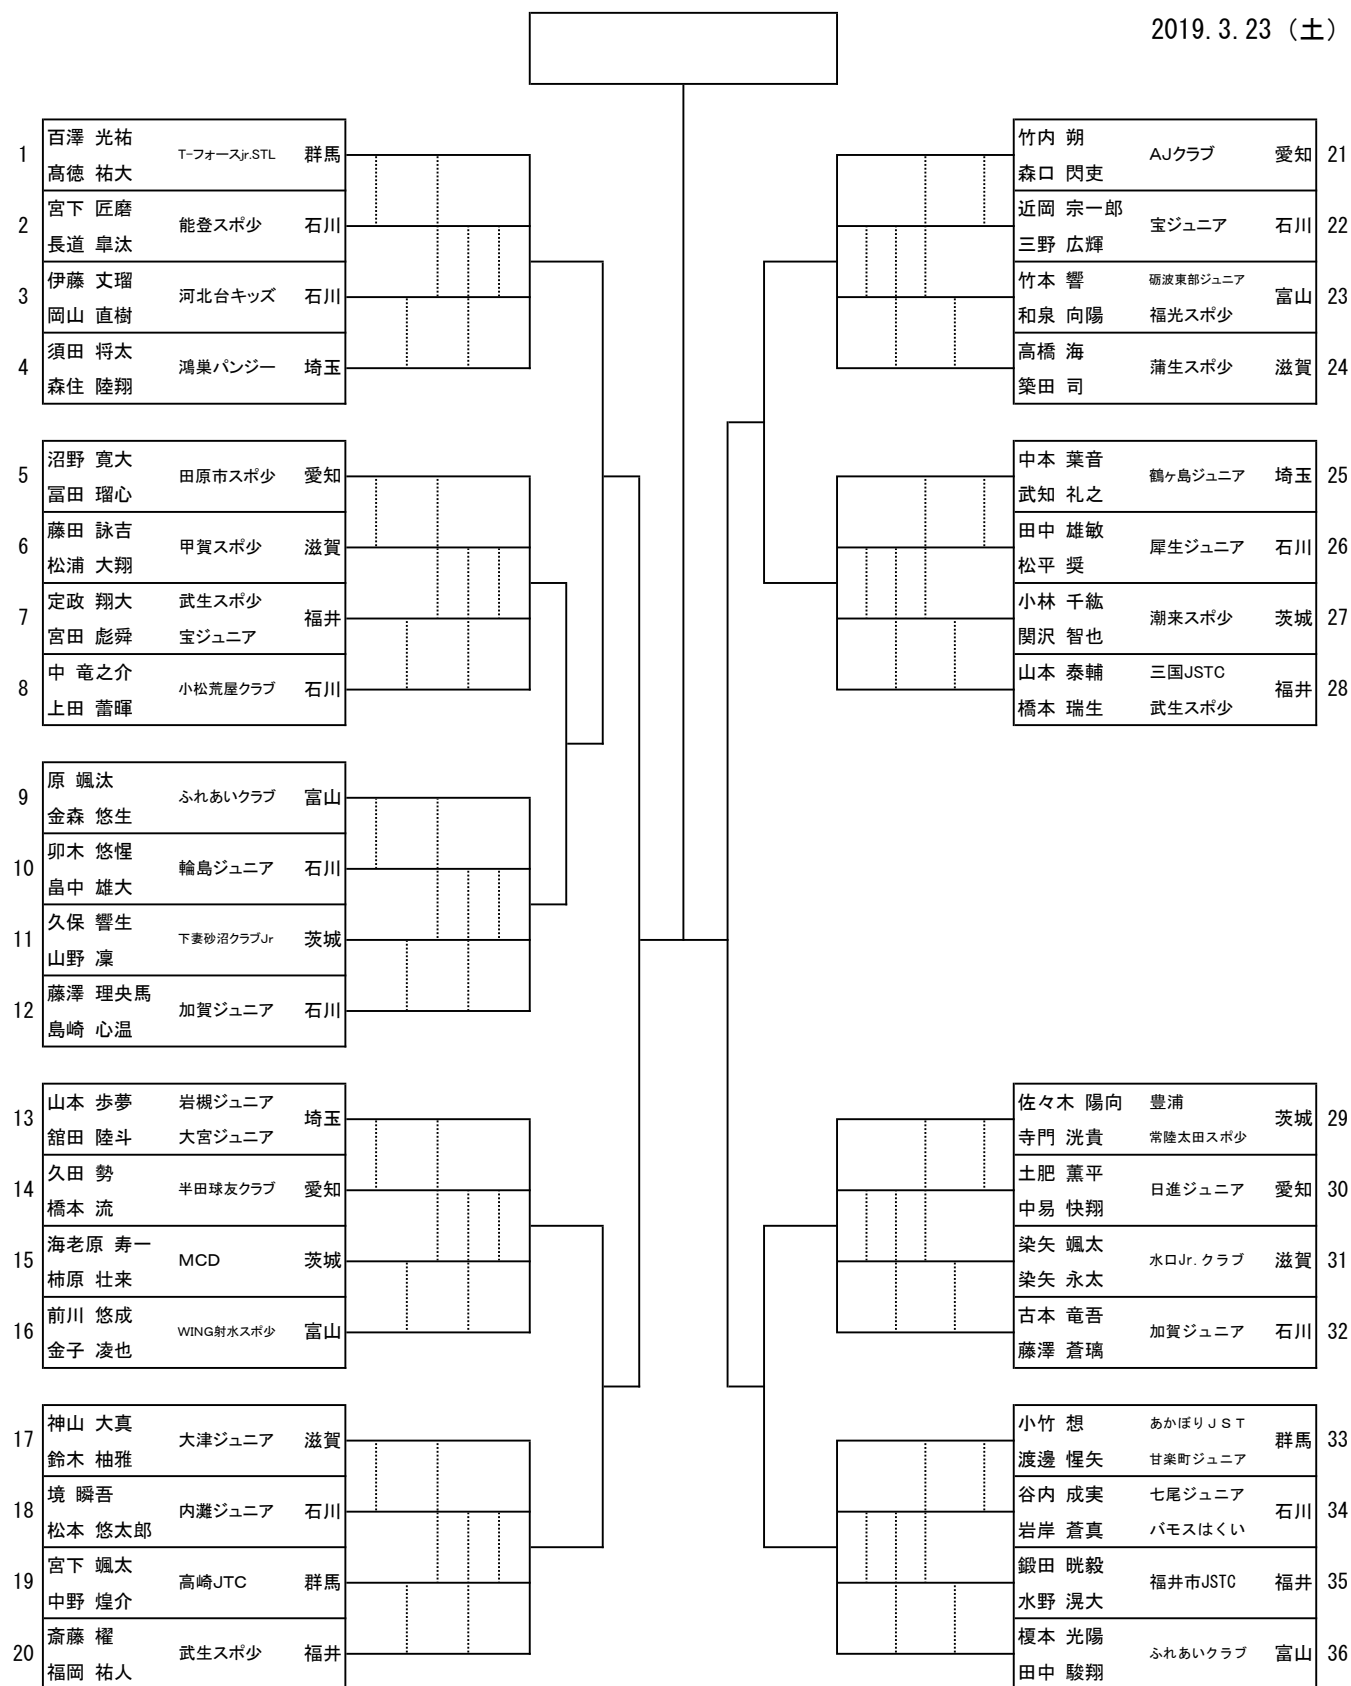 2019.3.23（土）
1 百澤 光祐 髙徳 祐大 T-フォースjr.STL 群馬
2 宮下 匠磨 長道 皐汰 能登スポ少 石川
3 伊藤 丈瑠 岡山 直樹 河北台キッズ 石川
4 須田 将太 森住 陸翔 鴻巣パンジー 埼玉
5 沼野 寛大 冨田 瑠心 田原市スポ少 愛知
6 藤田 詠吉 松浦 大翔 甲賀スポ少 滋賀
7 定政 翔大 武生スポ少 宮田 彪舜 宝ジュニア 福井
8 中 竜之介 上田 蕾暉 小松荒屋クラブ 石川
9 原 颯汰 金森 悠生 ふれあいクラブ 富山
10 卯木 悠惺 畠中 雄大 輪島ジュニア 石川
11 久保 響生 山野 凜 下妻砂沼クラブJr 茨城
12 藤澤 理央馬 島崎 心温 加賀ジュニア 石川
13 山本 歩夢 岩槻ジュニア 舘田 陸斗 大宮ジュニア 埼玉
14 久田 勢 橋本 流 半田球友クラブ 愛知
15 海老原 寿一 柿原 壮来 MCD 茨城
16 前川 悠成 金子 凌也 WING射水スポ少 富山
17 神山 大真 鈴木 柚雅 大津ジュニア 滋賀
18 境 瞬吾 松本 悠太郎 内灘ジュニア 石川
19 宮下 颯太 中野 煌介 高崎JTC 群馬
20 斎藤 櫂 福岡 祐人 武生スポ少 福井
竹内 朔 森口 閃吏 AJクラブ 愛知 21
近岡 宗一郎 三野 広輝 宝ジュニア 石川 22
竹本 響 砺波東部ジュニア 和泉 向陽 福光スポ少 富山 23
高橋 海 築田 司 蒲生スポ少 滋賀 24
中本 葉音 武知 礼之 鶴ヶ島ジュニア 埼玉 25
田中 雄敏 松平 奨 犀生ジュニア 石川 26
小林 千紘 関沢 智也 潮来スポ少 茨城 27
山本 泰輔 三国JSTC 橋本 瑞生 武生スポ少 福井 28
佐々木 陽向 豊浦 寺門 洸貴 常陸太田スポ少 茨城 29
土肥 薫平 中易 快翔 日進ジュニア 愛知 30
染矢 颯太 染矢 永太 水口Jr.クラブ 滋賀 31
古本 竜吾 藤澤 蒼璃 加賀ジュニア 石川 32
小竹 想 あかぼりＪＳＴ 渡邊 惺矢 甘楽町ジュニア 群馬 33
谷内 成実 七尾ジュニア 岩岸 蒼真 バモスはくい 石川 34
鍛田 晄毅 水野 滉大 福井市JSTC 福井 35
榎本 光陽 田中 駿翔 ふれあいクラブ 富山 36